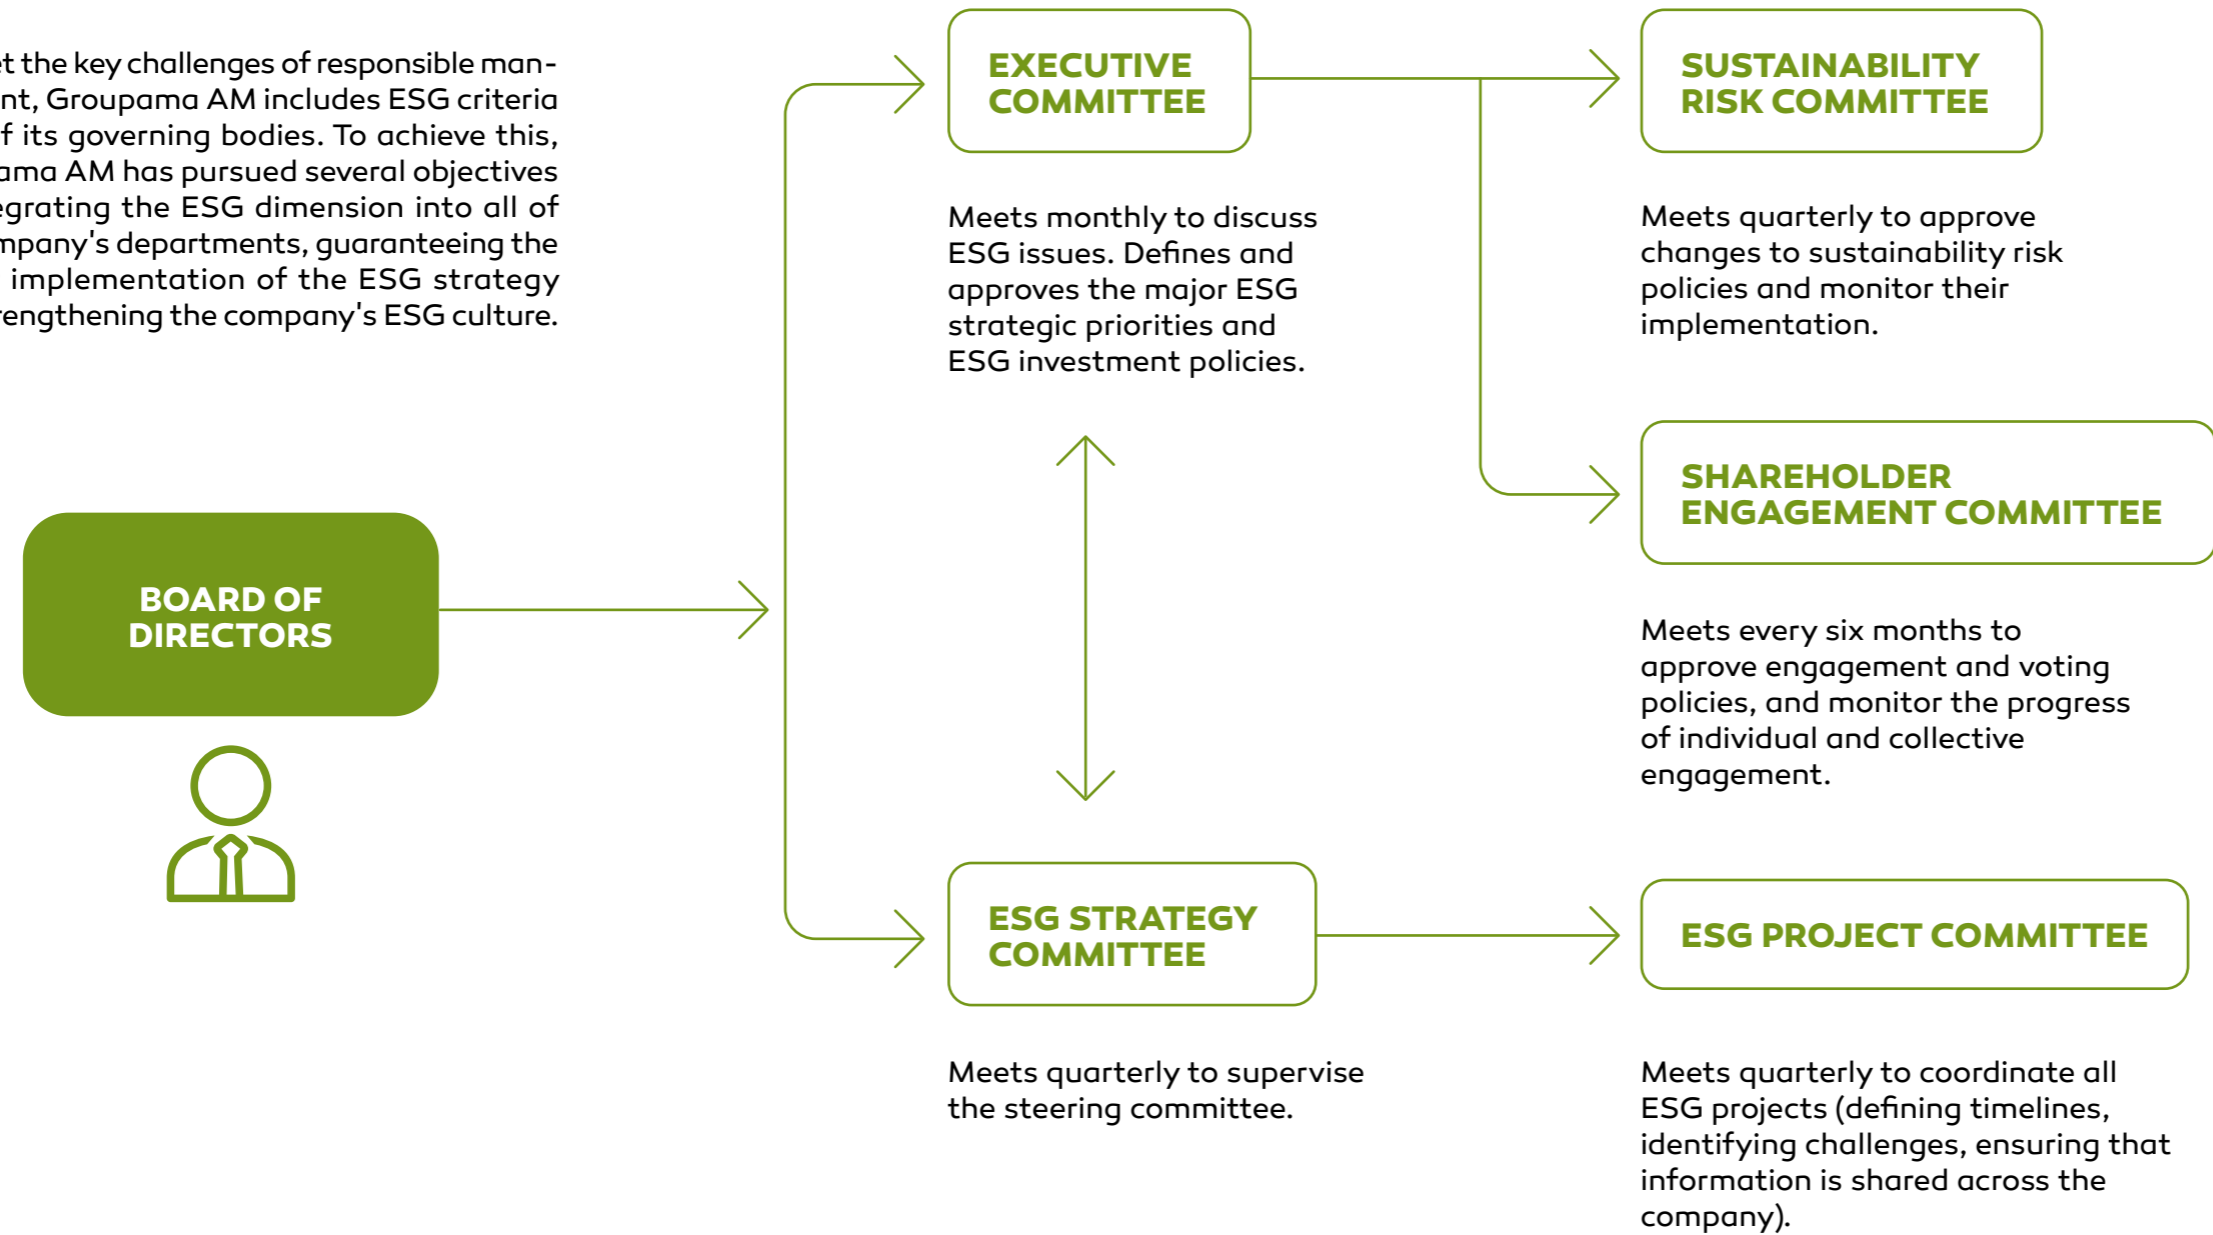 et the key challenges of responsible man-
nt, Groupama AM includes ESG criteria
f its governing bodies. To achieve this,
ama AM has pursued several objectives
egrating the ESG dimension into all of
mpany's departments, guaranteeing the
implementation of the ESG strategy
rengthening the company's ESG culture.
BOARD OF
DIRECTORS
EXECUTIVE
COMMITTEE
Meets monthly to discuss
ESG issues. Defines and
approves the major ESG
strategic priorities and
ESG investment policies.
ESG STRATEGY
COMMITTEE
Meets quarterly to supervise
the steering committee.
SUSTAINABILITY
RISK COMMITTEE
Meets quarterly to approve
changes to sustainability risk
policies and monitor their
implementation.
SHAREHOLDER
ENGAGEMENT COMMITTEE
Meets every six months to
approve engagement and voting
policies, and monitor the progress
of individual and collective
engagement.
ESG PROJECT COMMITTEE
Meets quarterly to coordinate all
ESG projects (defining timelines,
identifying challenges, ensuring that
information is shared across the
company).